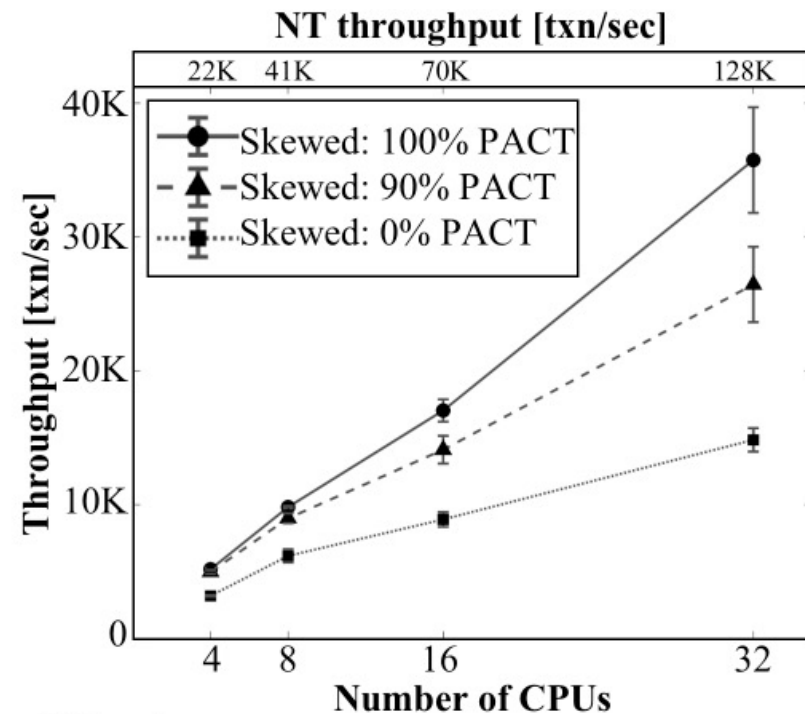 NT throughput [txn/sec]
22K 41K 70K 128K
40K
Skewed: 100% PACT
Skewed: 90% PACT
Skewed: 0% PACT
30K
20K
10K
0
Throughput [txn/sec]
4 8 16 32
Number of CPUs